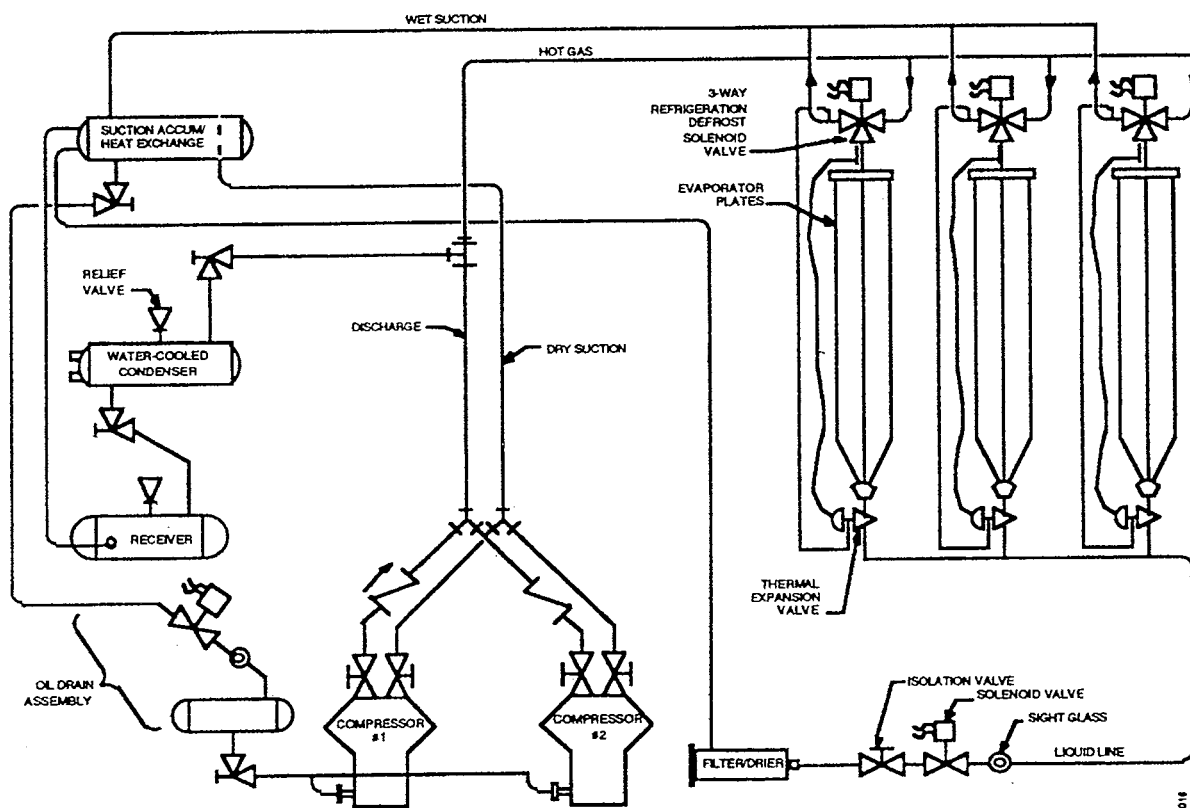 WET SUCTION
HOT GAS
3-WAY
REFRIGERATION
DEFROST
SOLENOID
VALVE
SUCTION ACCUM/
HEAT EXCHANGE
EVAPORATOR
PLATES
RELIEF
VALVE
DISCHARGE
DRY SUCTION
WATER-COOLED
CONDENSER
RECEIVER
THERMAL
EXPANSION
VALVE
OIL DRAIN
ASSEMBLY
COMPRESSOR
#1
COMPRESSOR
#2
ISOLATION VALVE
SOLENOID VALVE
SIGHT GLASS
FILTER/DRIER
LIQUID LINE